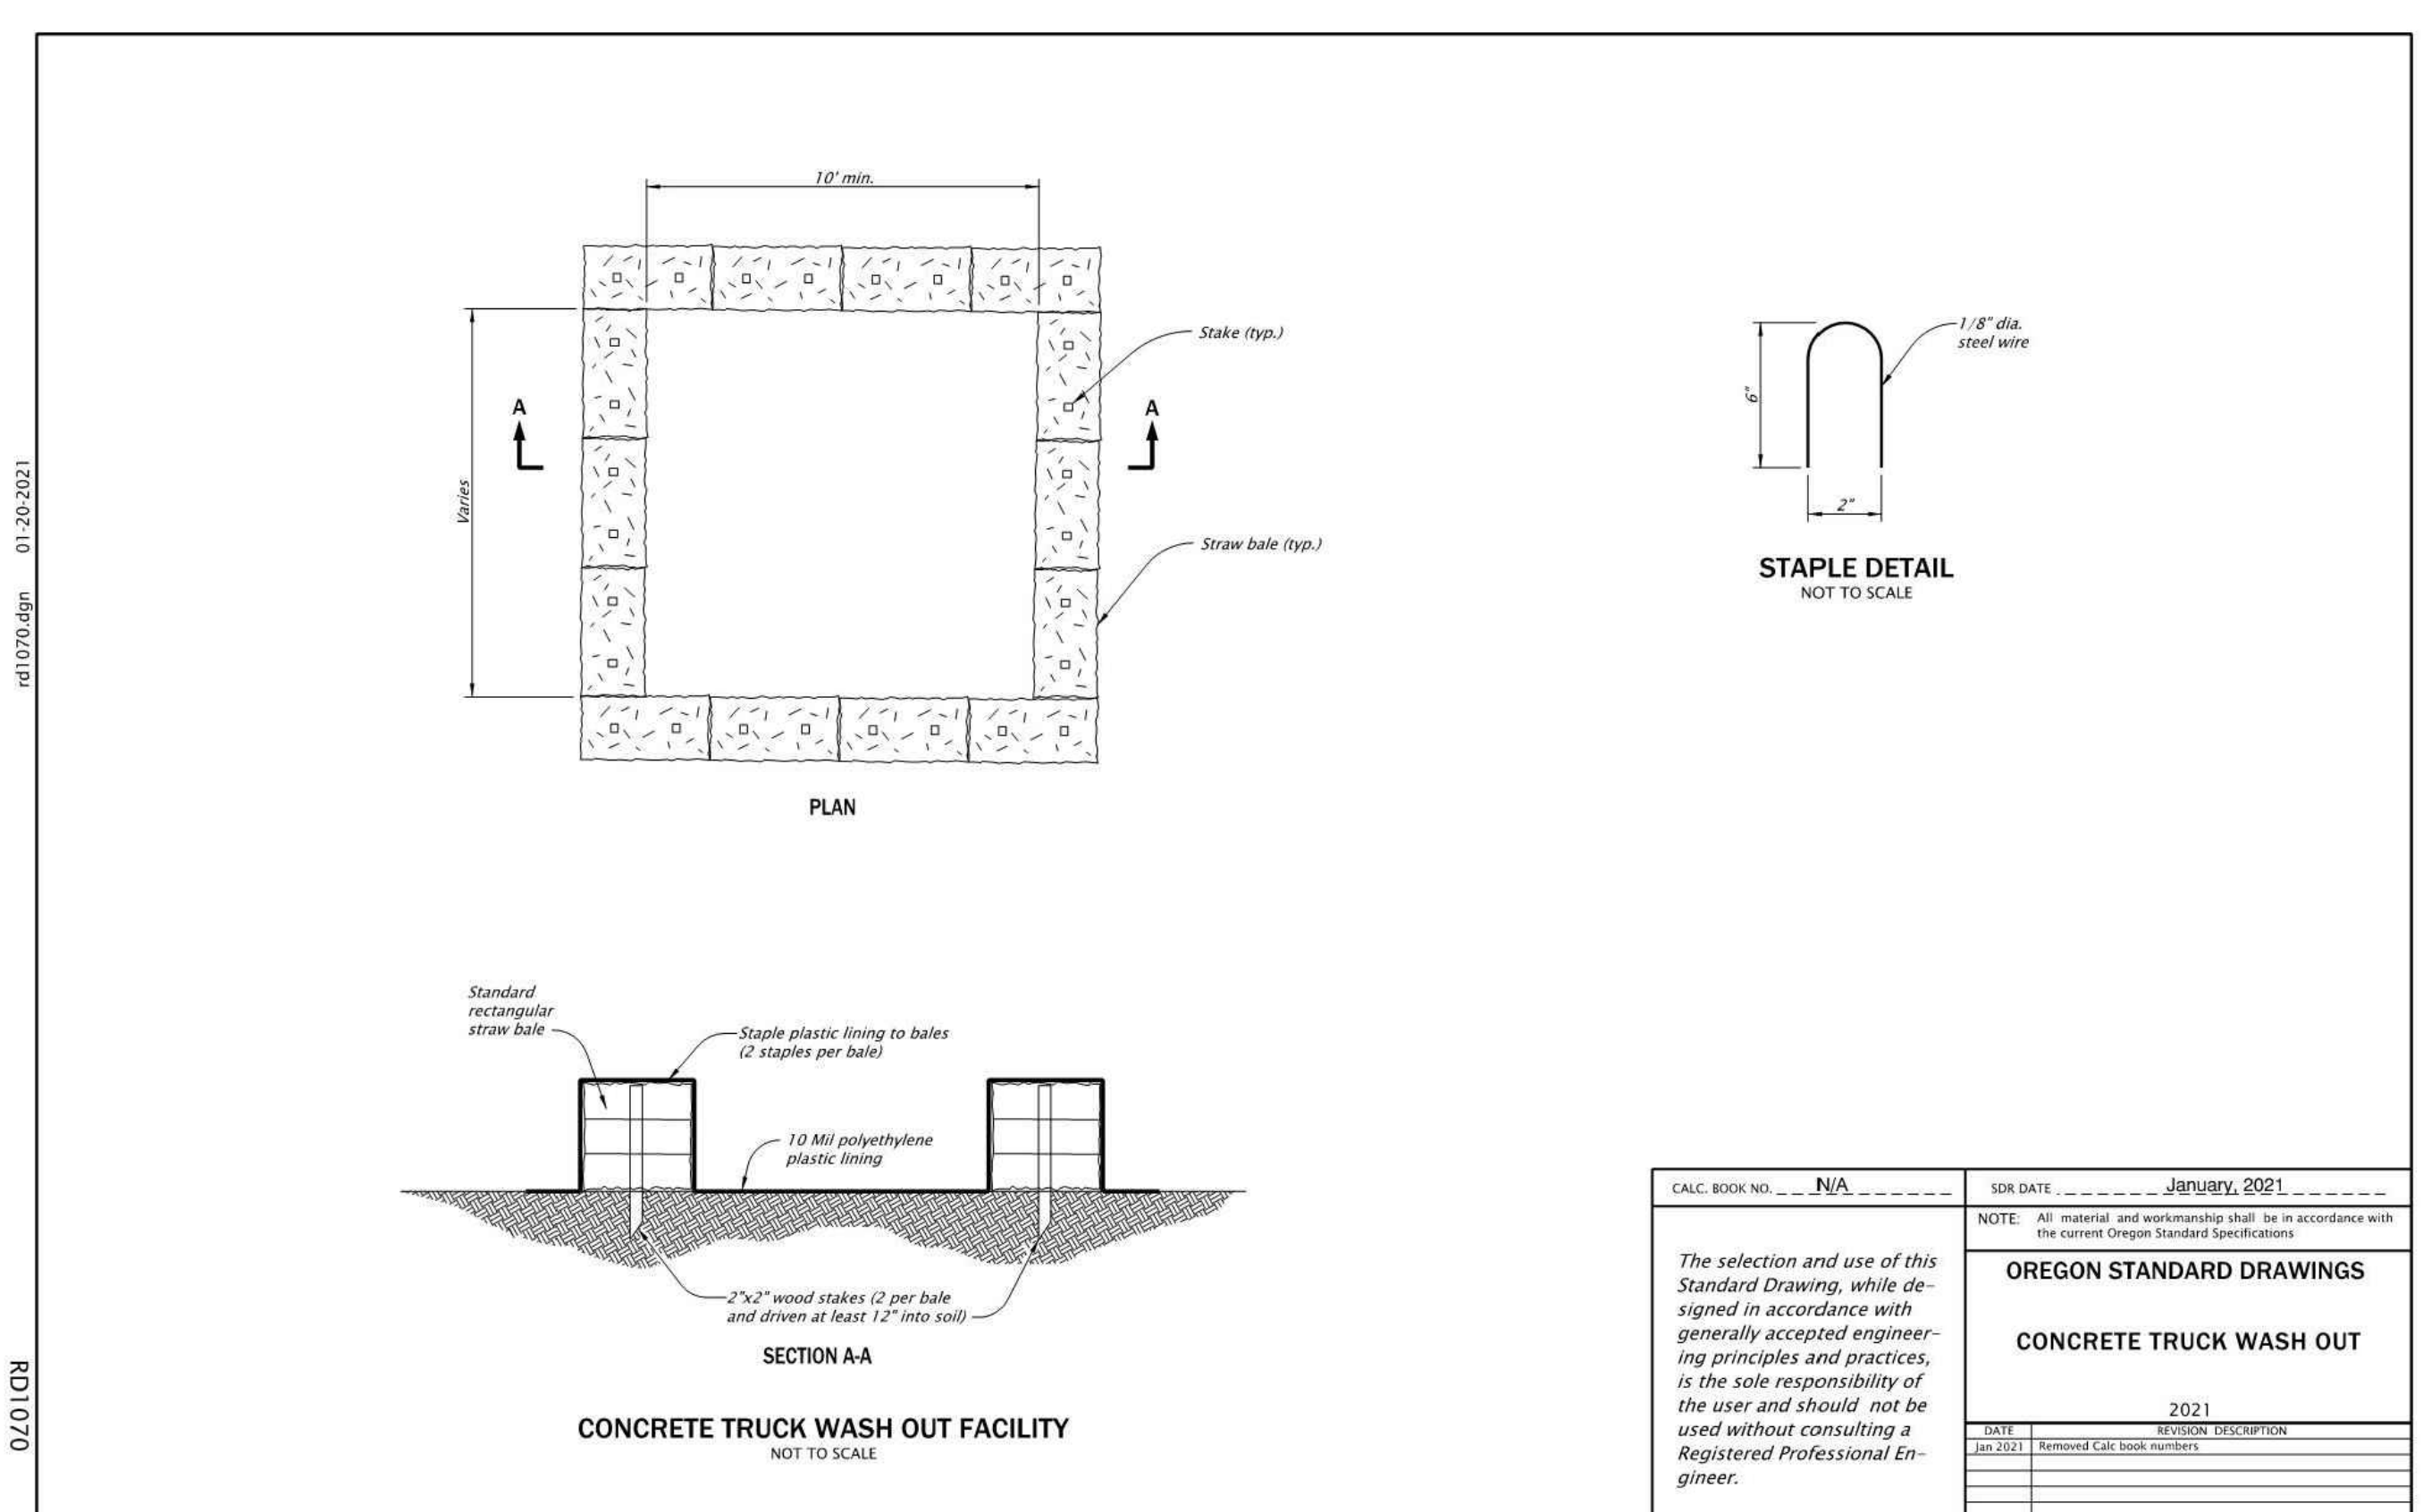 10' min.
Stake (typ.)
A
A
Varies
Straw bale (typ.)
PLAN
1/8" dia.
steel wire
6"
2"
STAPLE DETAIL
NOT TO SCALE
Standard
rectangular
straw bale
Staple plastic lining to bales
(2 staples per bale)
10 Mil polyethylene
plastic lining
2"x2" wood stakes (2 per bale
and driven at least 12" into soil)
SECTION A-A
CONCRETE TRUCK WASH OUT FACILITY
NOT TO SCALE
rd1070.dgn 01-20-2021
RD1070
CALC. BOOK NO. _ _ _ N/A _ _ _ _ _ _
SDR DATE _ _ _ _ _ _ _ January, 2021 _ _ _ _ _ _
NOTE: All material and workmanship shall be in accordance with
the current Oregon Standard Specifications
The selection and use of this
Standard Drawing, while de-
signed in accordance with
generally accepted engineer-
ing principles and practices,
is the sole responsibility of
the user and should not be
used without consulting a
Registered Professional En-
gineer.
OREGON STANDARD DRAWINGS
CONCRETE TRUCK WASH OUT
2021
DATE REVISION DESCRIPTION
Jan 2021 Removed Calc book numbers